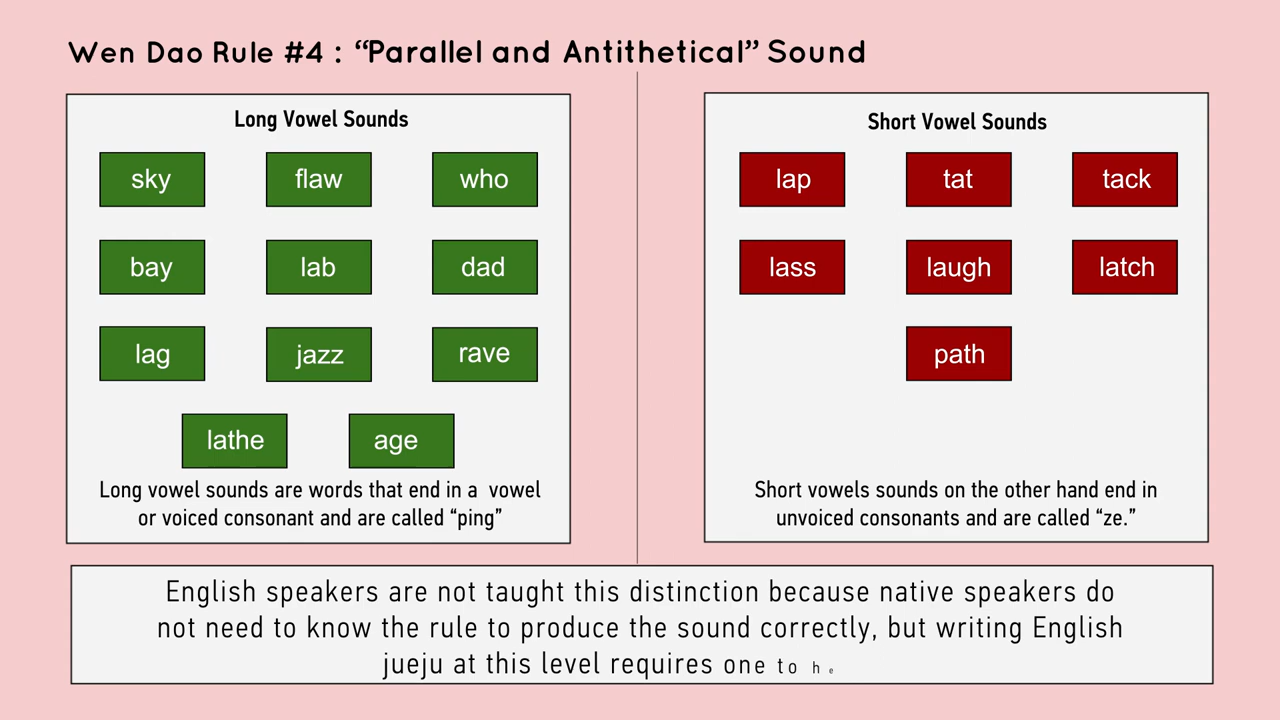 Wen Dao Rule #4 : “Parallel and Antithetical” Sound
Long Vowel Sounds
sky flaw who
bay lab dad
lag jazz rave
lathe age
Long vowel sounds are words that end in a vowel
or voiced consonant and are called “ping”
Short Vowel Sounds
lap tat tack
lass laugh latch
path
Short vowels sounds on the other hand end in
unvoiced consonants and are called “ze.”
English speakers are not taught this distinction because native speakers do
not need to know the rule to produce the sound correctly, but writing English
jueju at this level requires one to he